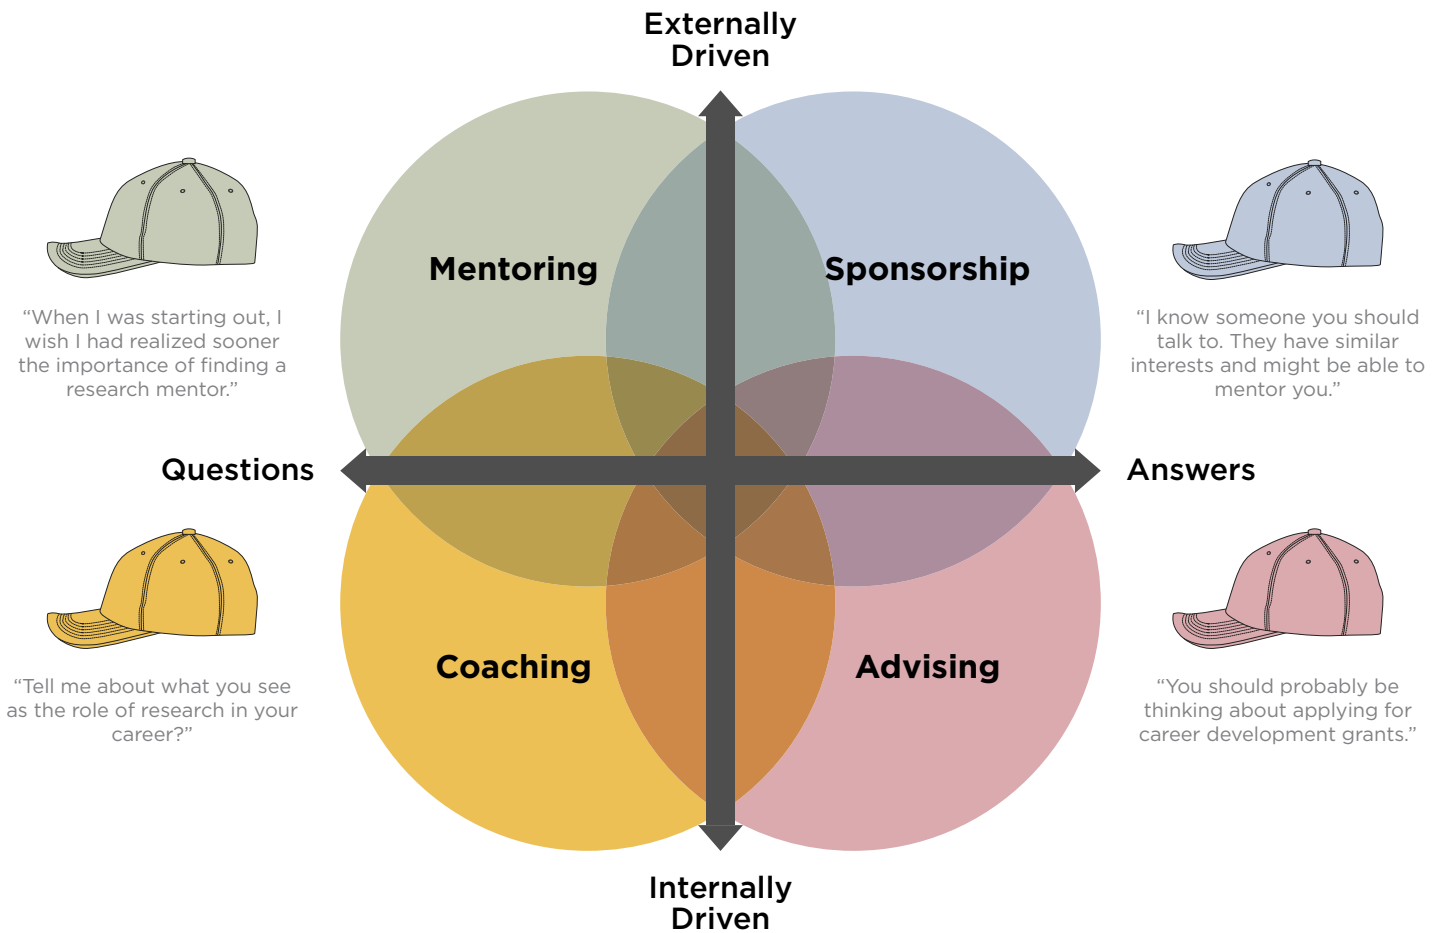 Externally
Driven
Mentoring
Sponsorship
“When I was starting out, I
wish I had realized sooner
the importance of finding a
research mentor.”
“I know someone you should
talk to. They have similar
interests and might be able to
mentor you.”
Questions
Answers
Coaching
Advising
“Tell me about what you see
as the role of research in your
career?”
“You should probably be
thinking about applying for
career development grants.”
Internally
Driven